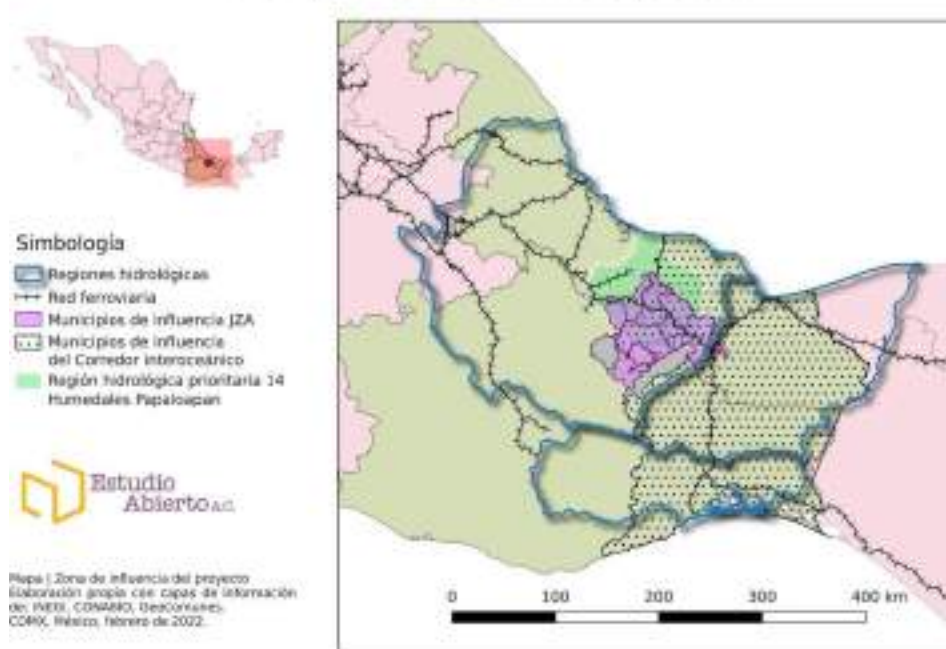 Simbología
Regiones hidrológicas
Red ferroviaria
Municipios de influencia JZA
Municipios de influencia
del Corredor interoceánico
Región hidrológica prioritaria 14
Humedales Papaloapan
Estudio
Abierto A.C.
Mapa | Zona de influencia del proyecto
Elaboración propia con capas de información
de: INEGI, CONABIO, GeoComunes.
CDMX, México, febrero de 2022.
0 100 200 300 400 km